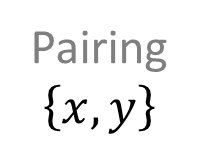 Pairing
{x, y}